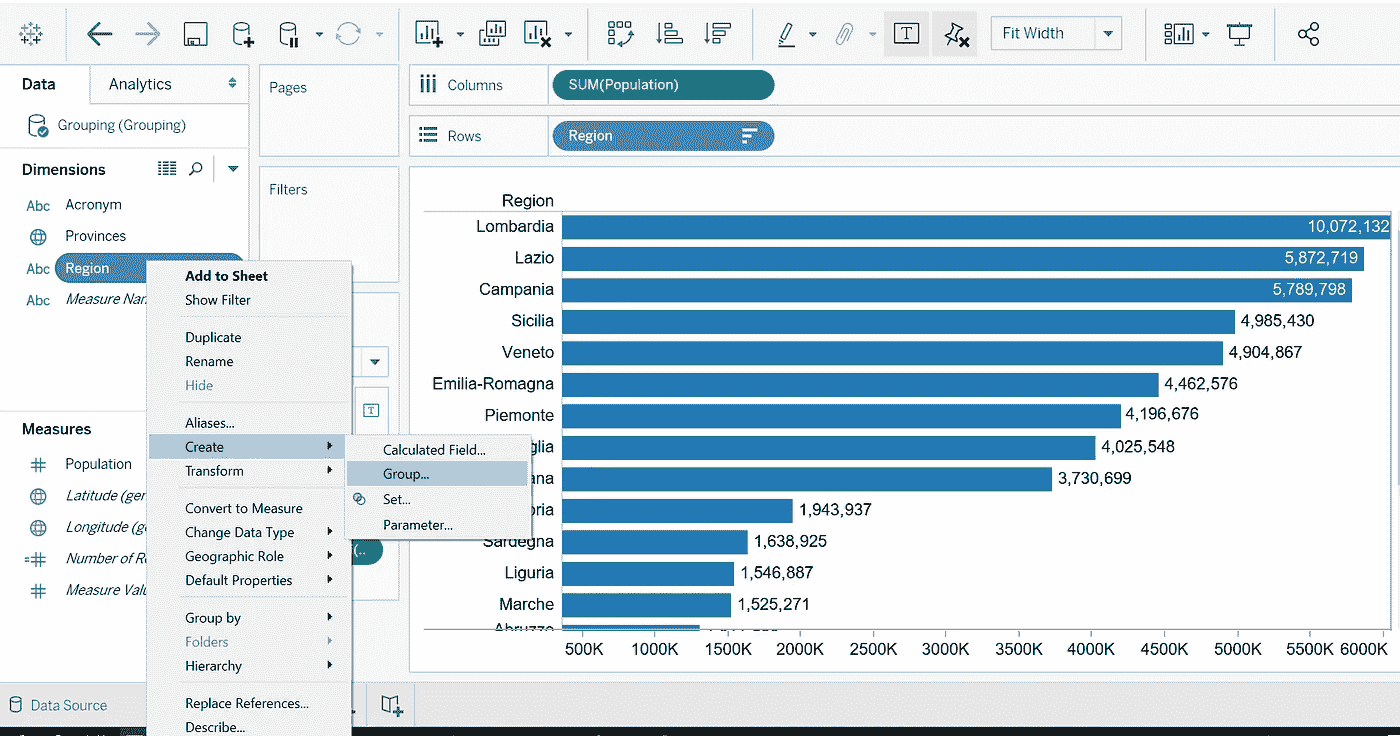 Fit Width
Data
Analytics
Pages
Columns
SUM(Population)
Grouping (Grouping)
Rows
Region
Dimensions
Filters
Abc Acronym
Provinces
Abc Region
Abc Measure Nam
Add to Sheet
Show Filter
Duplicate
Rename
Hide
Aliases...
Create
Transform
Convert to Measure
Change Data Type
Geographic Role
Default Properties
Group by
Folders
Hierarchy
Replace References...
Describe...
Calculated Field...
Group...
Set...
Parameter...
Measures
Population
Latitude (gen
Longitude (g
Number of Re
Measure Valu
Region
Lombardia 10,072,132
Lazio 5,872,719
Campania 5,789,798
Sicilia 4,985,430
Veneto 4,904,867
Emilia-Romagna 4,462,576
Piemonte 4,196,676
glia 4,025,548
ana 3,730,699
ria 1,943,937
Sardegna 1,638,925
Liguria 1,546,887
Marche 1,525,271
Abruzzo
500K 1000K 1500K 2000K 2500K 3000K 3500K 4000K 4500K 5000K 5500K 6000K
Data Source